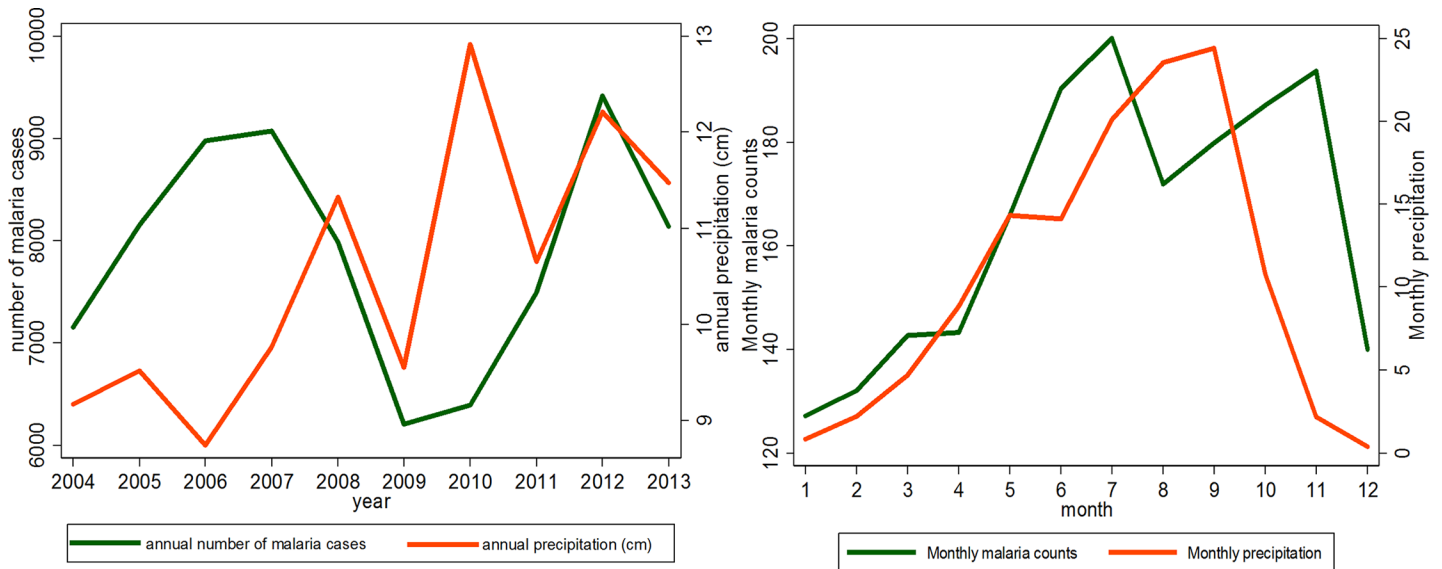 number of malaria cases
10000
9000
8000
7000
6000
13
12
11
10
9
annual precipitation (cm)
2004 2005 2006 2007 2008 2009 2010 2011 2012 2013
year
annual number of malaria cases annual precipitation (cm)
Monthly malaria counts
200
180
160
140
120
25
20
15
10
5
0
Monthly precipitation
1 2 3 4 5 6 7 8 9 10 11 12
month
Monthly malaria counts Monthly precipitation